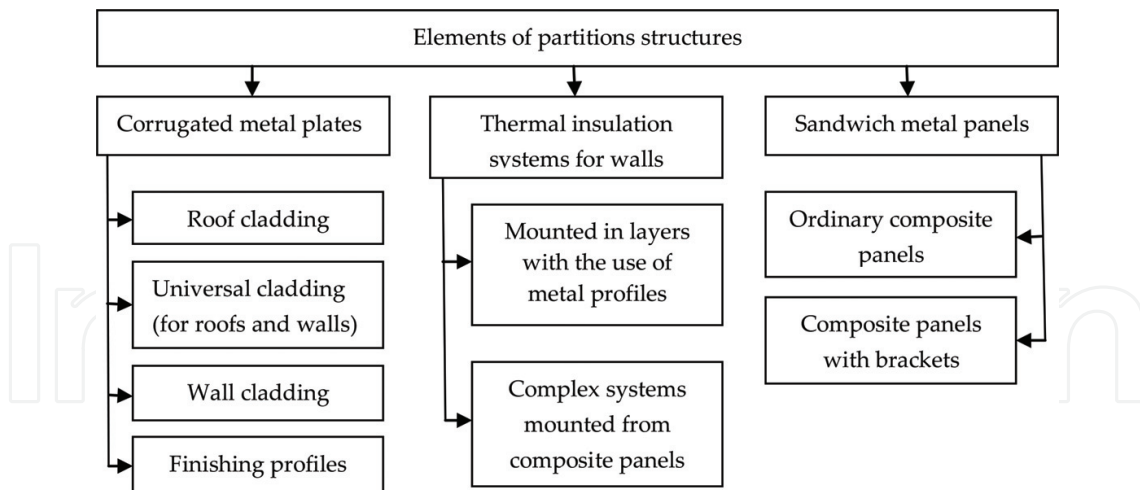 Elements of partitions structures
Corrugated metal plates
Roof cladding
Universal cladding
(for roofs and walls)
Wall cladding
Finishing profiles
Thermal insulation
systems for walls
Mounted in layers
with the use of
metal profiles
Complex systems
mounted from
composite panels
Sandwich metal panels
Ordinary composite
panels
Composite panels
with brackets